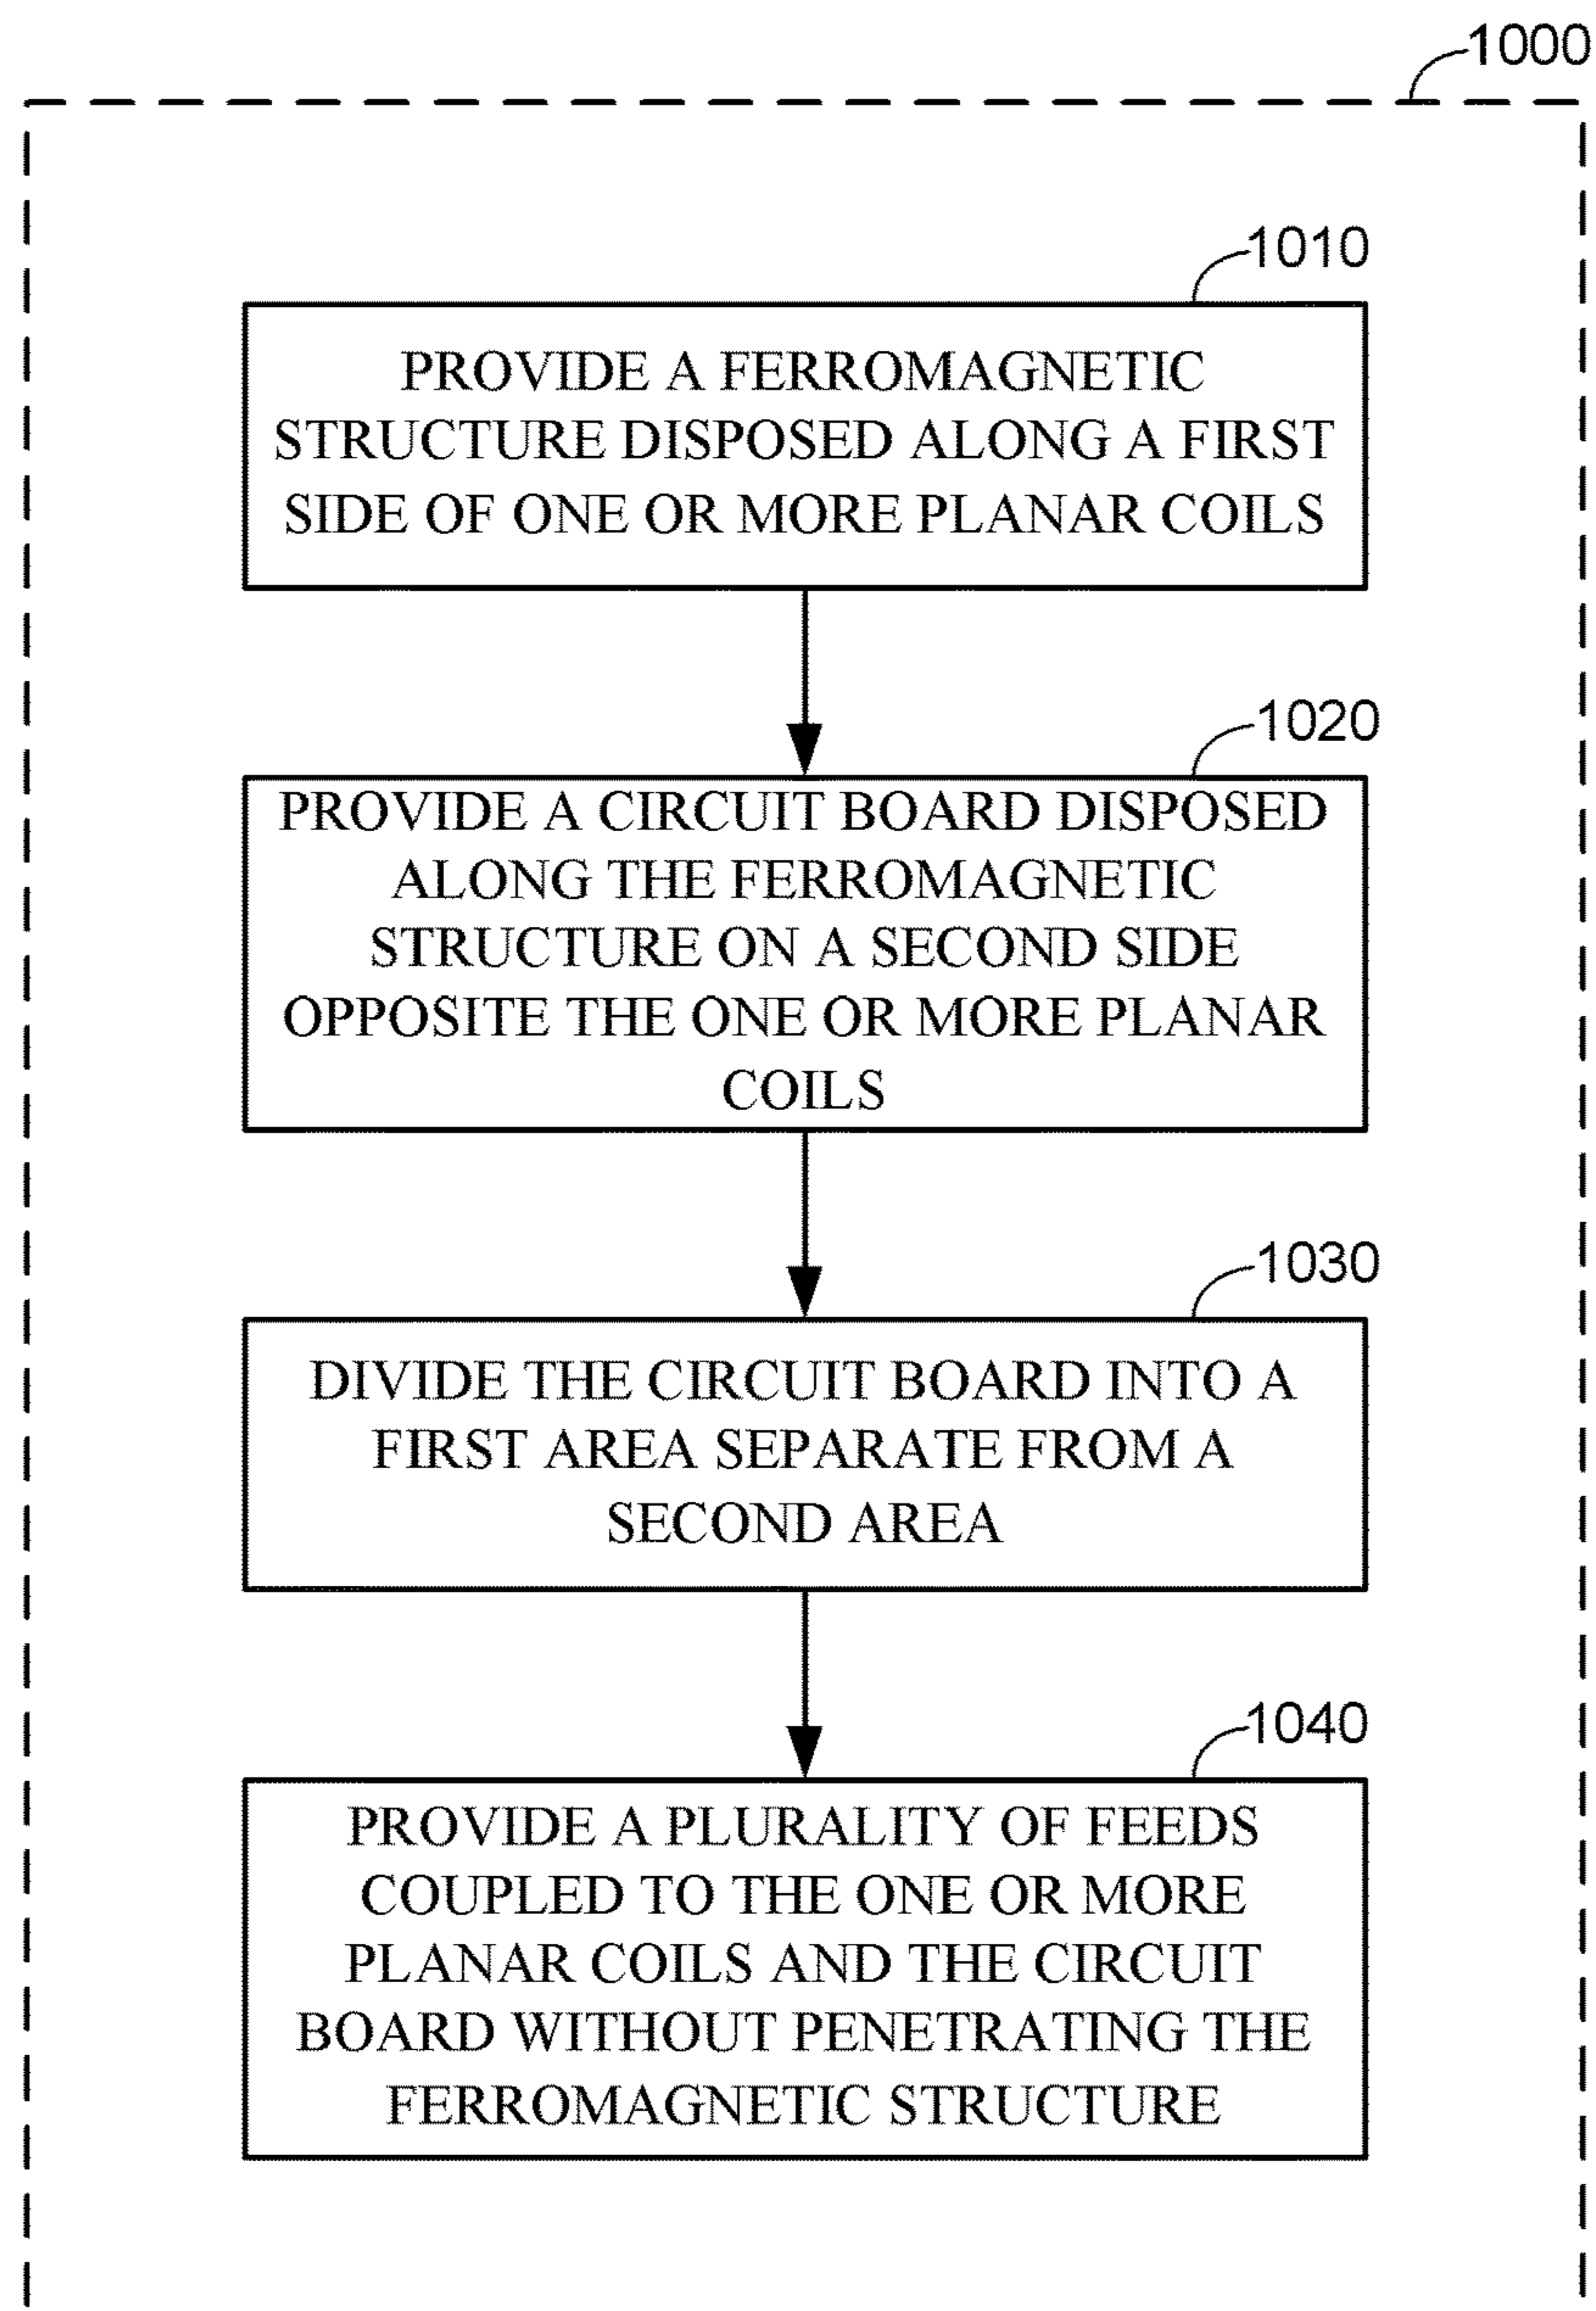 1000
1010
PROVIDE A FERROMAGNETIC
STRUCTURE DISPOSED ALONG A FIRST
SIDE OF ONE OR MORE PLANAR COILS
1020
PROVIDE A CIRCUIT BOARD DISPOSED
ALONG THE FERROMAGNETIC
STRUCTURE ON A SECOND SIDE
OPPOSITE THE ONE OR MORE PLANAR
COILS
1030
DIVIDE THE CIRCUIT BOARD INTO A
FIRST AREA SEPARATE FROM A
SECOND AREA
1040
PROVIDE A PLURALITY OF FEEDS
COUPLED TO THE ONE OR MORE
PLANAR COILS AND THE CIRCUIT
BOARD WITHOUT PENETRATING THE
FERROMAGNETIC STRUCTURE